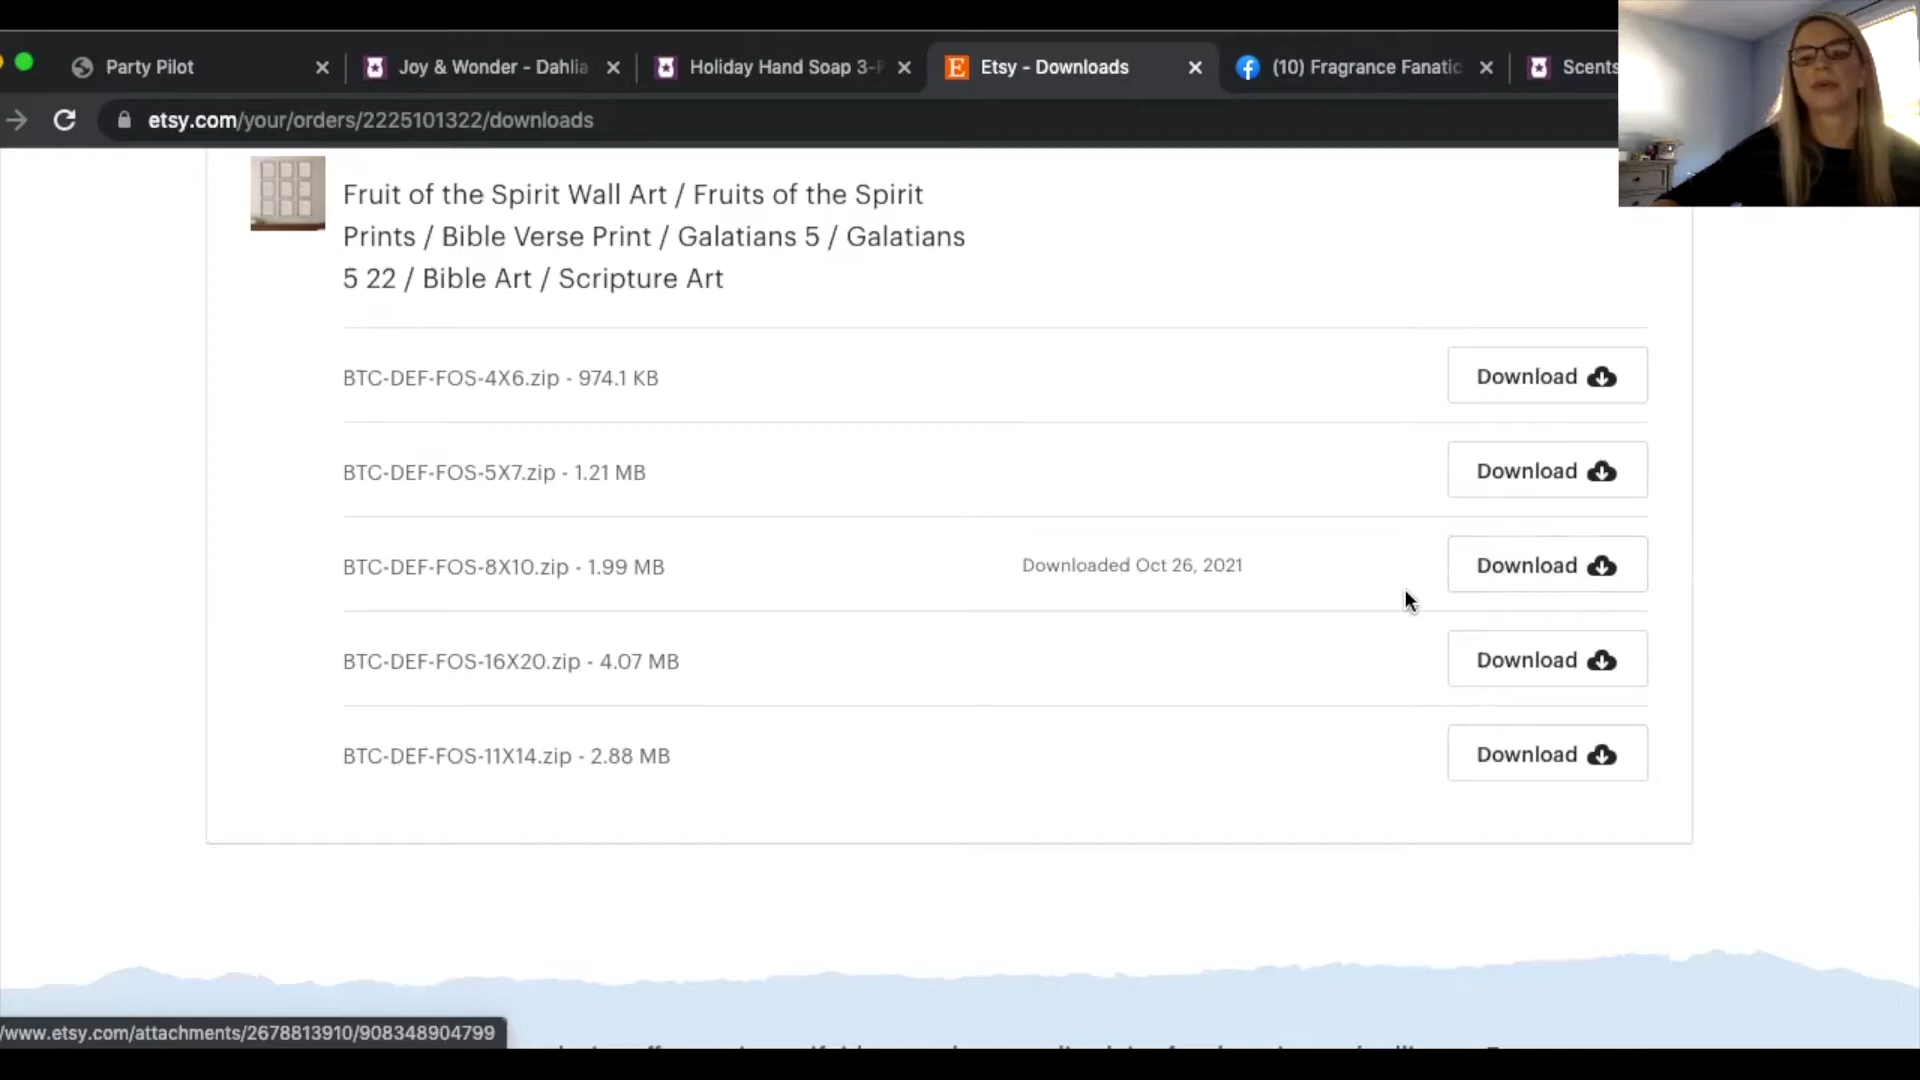 Party Pilot
Joy & Wonder - Dahlia
Holiday Hand Soap 3-
Etsy - Downloads
(10) Fragrance Fanatic
Scents
etsy.com/your/orders/2225101322/downloads
Fruit of the Spirit Wall Art / Fruits of the Spirit
Prints / Bible Verse Print / Galatians 5 / Galatians
5 22 / Bible Art / Scripture Art
BTC-DEF-FOS-4X6.zip - 974.1 KB
Download
BTC-DEF-FOS-5X7.zip - 1.21 MB
Download
BTC-DEF-FOS-8X10.zip - 1.99 MB
Downloaded Oct 26, 2021
Download
BTC-DEF-FOS-16X20.zip - 4.07 MB
Download
BTC-DEF-FOS-11X14.zip - 2.88 MB
Download
/www.etsy.com/attachments/2678813910/908348904799